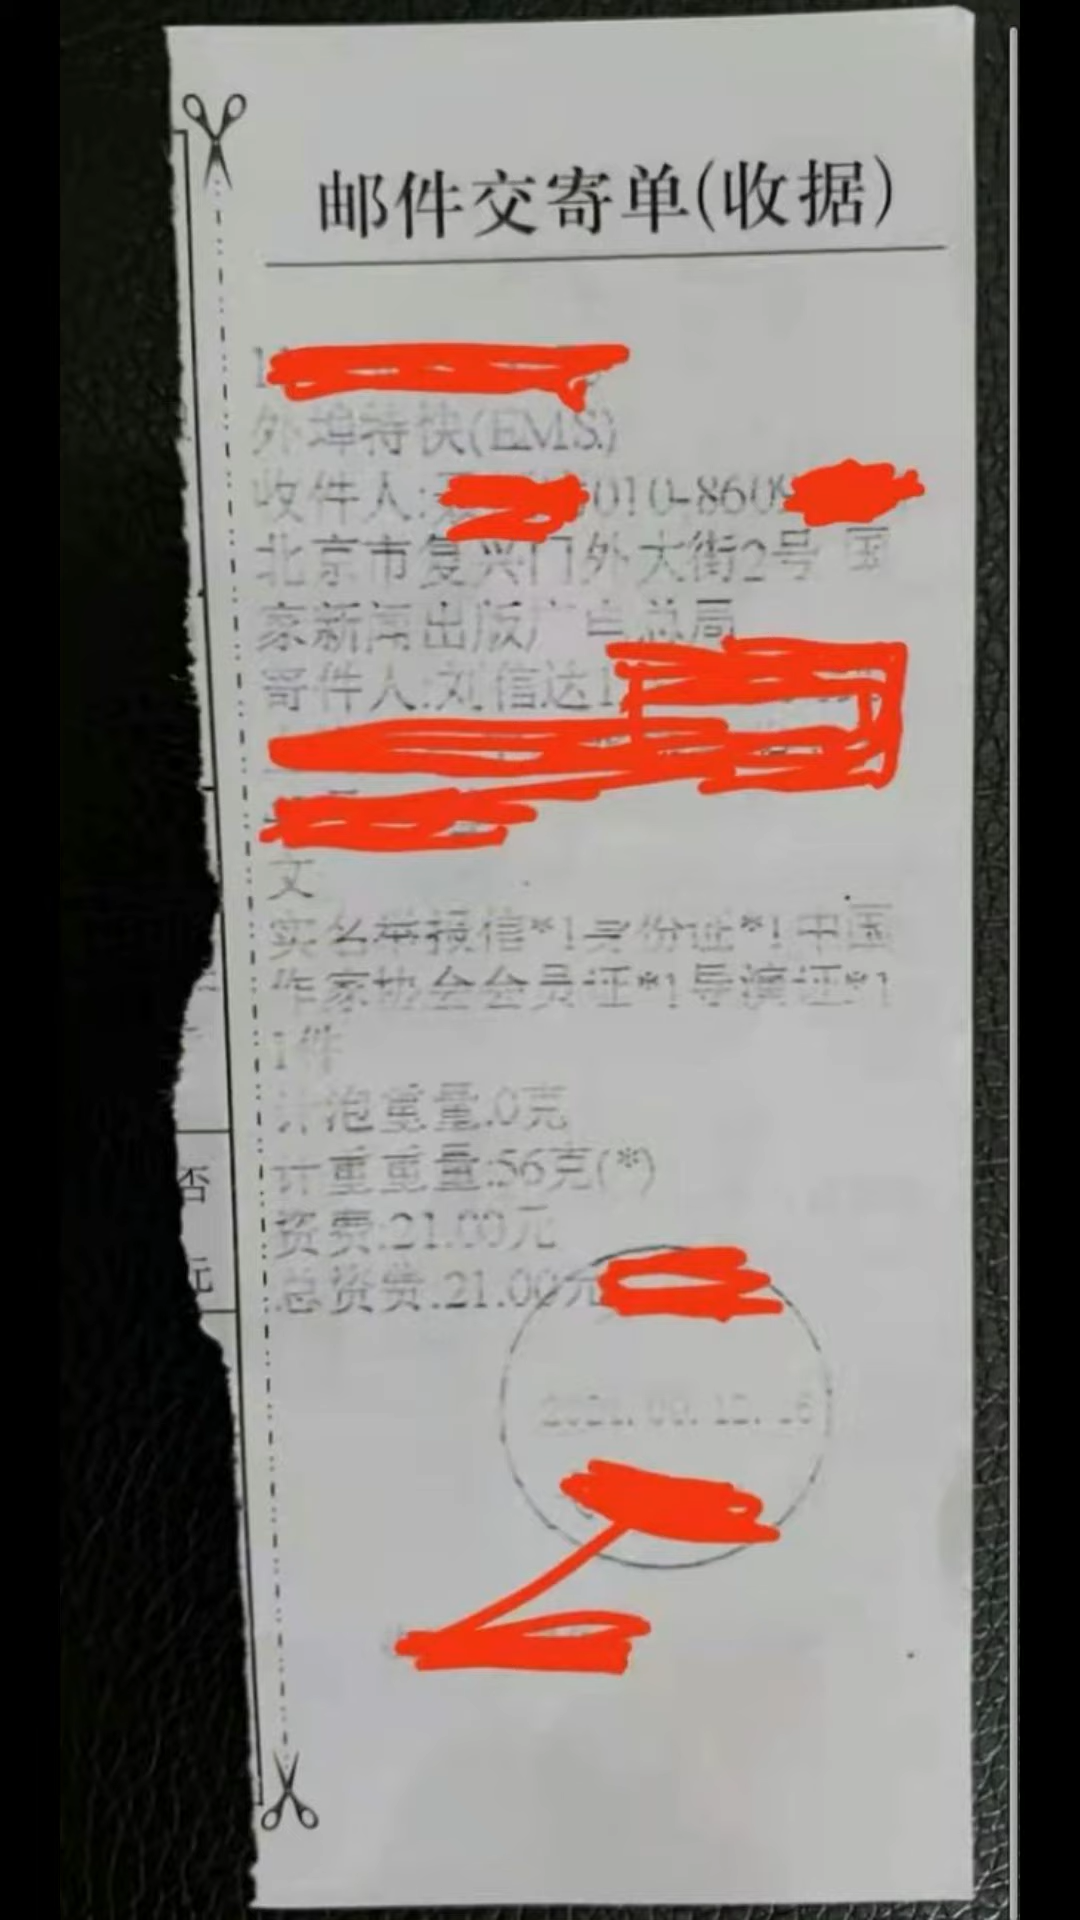 邮件交寄单(收据)
外埠特快(EMS)
收件人: 010-8609
北京市复兴门外大街2号 国
家新闻出版广电总局
寄件人:刘信达1
文
实名举报信*1身份证*1中国
作家协会会员证*1导演证*1
1件
计泡重量:0克
计重重量:56克(*)
资费:21.00元
总资费:21.00元
否
元